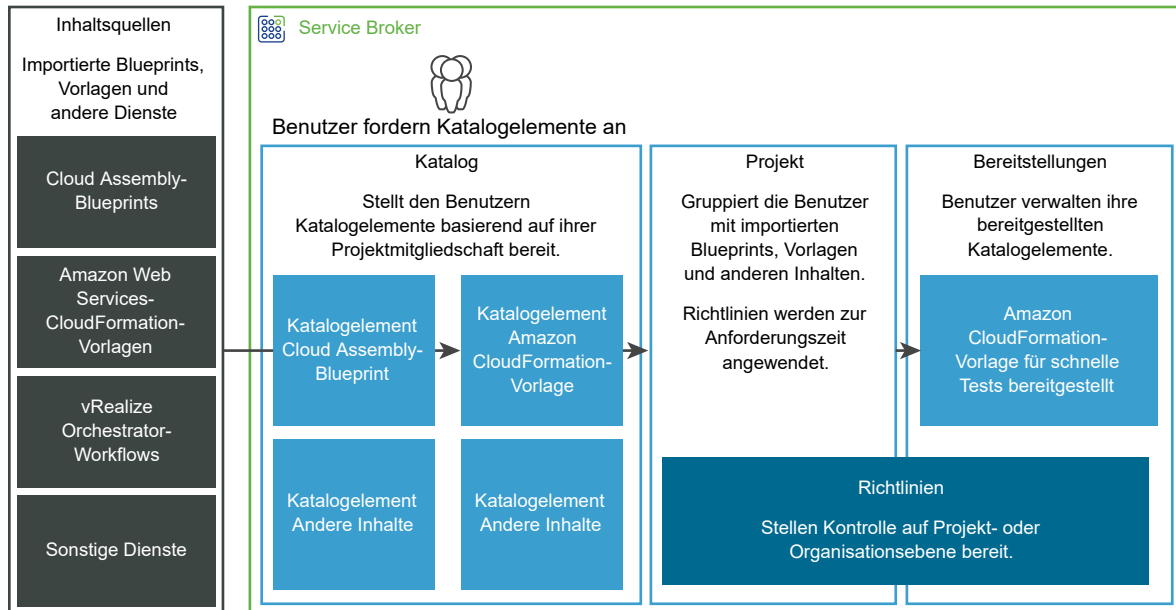 Inhaltsquellen
Importierte Blueprints,
Vorlagen und
andere Dienste
Cloud Assembly-
Blueprints
Amazon Web
Services-
CloudFormation-
Vorlagen
vRealize
Orchestrator-
Workflows
Sonstige Dienste
Service Broker
Benutzer fordern Katalogelemente an
Katalog
Stellt den Benutzern
Katalogelemente basierend auf ihrer
Projektmitgliedschaft bereit.
Katalogelement
Cloud Assembly-
Blueprint
Katalogelement
Amazon
CloudFormation-
Vorlage
Katalogelement
Andere Inhalte
Katalogelement
Andere Inhalte
Projekt
Gruppiert die Benutzer
mit importierten
Blueprints, Vorlagen
und anderen Inhalten.
Richtlinien werden zur
Anforderungszeit
angewendet.
Bereitstellungen
Benutzer verwalten ihre
bereitgestellten
Katalogelemente.
Amazon
CloudFormation-
Vorlage für schnelle
Tests bereitgestellt
Richtlinien
Stellen Kontrolle auf Projekt- oder
Organisationsebene bereit.